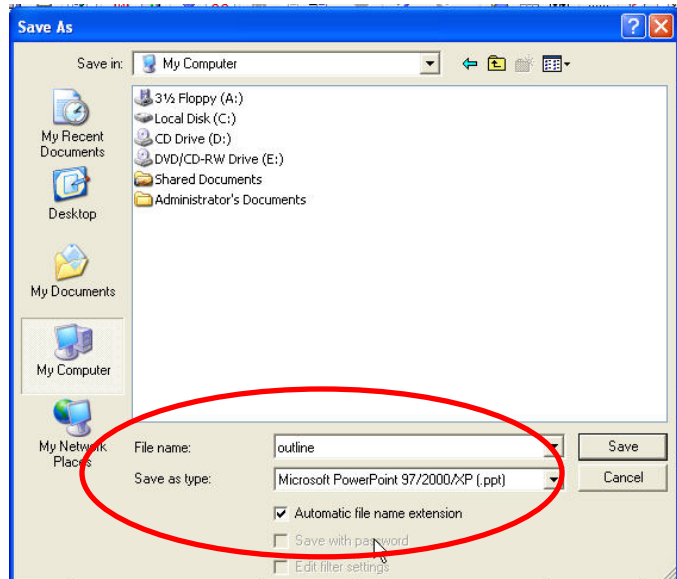 Save As
Save in: My Computer
3½ Floppy (A:)
Local Disk (C:)
CD Drive (D:)
DVD/CD-RW Drive (E:)
Shared Documents
Administrator's Documents
My Recent
Documents
Desktop
My Documents
My Computer
My Network
Places
File name: outline Save
Save as type: Microsoft PowerPoint 97/2000/XP (.ppt) Cancel
Automatic file name extension
Save with password
Edit filter settings